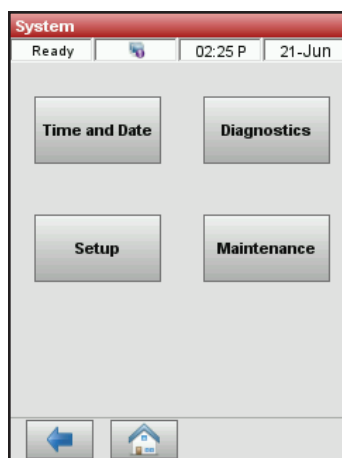 System
Ready 02:25 P 21-Jun
Time and Date Diagnostics
Setup Maintenance